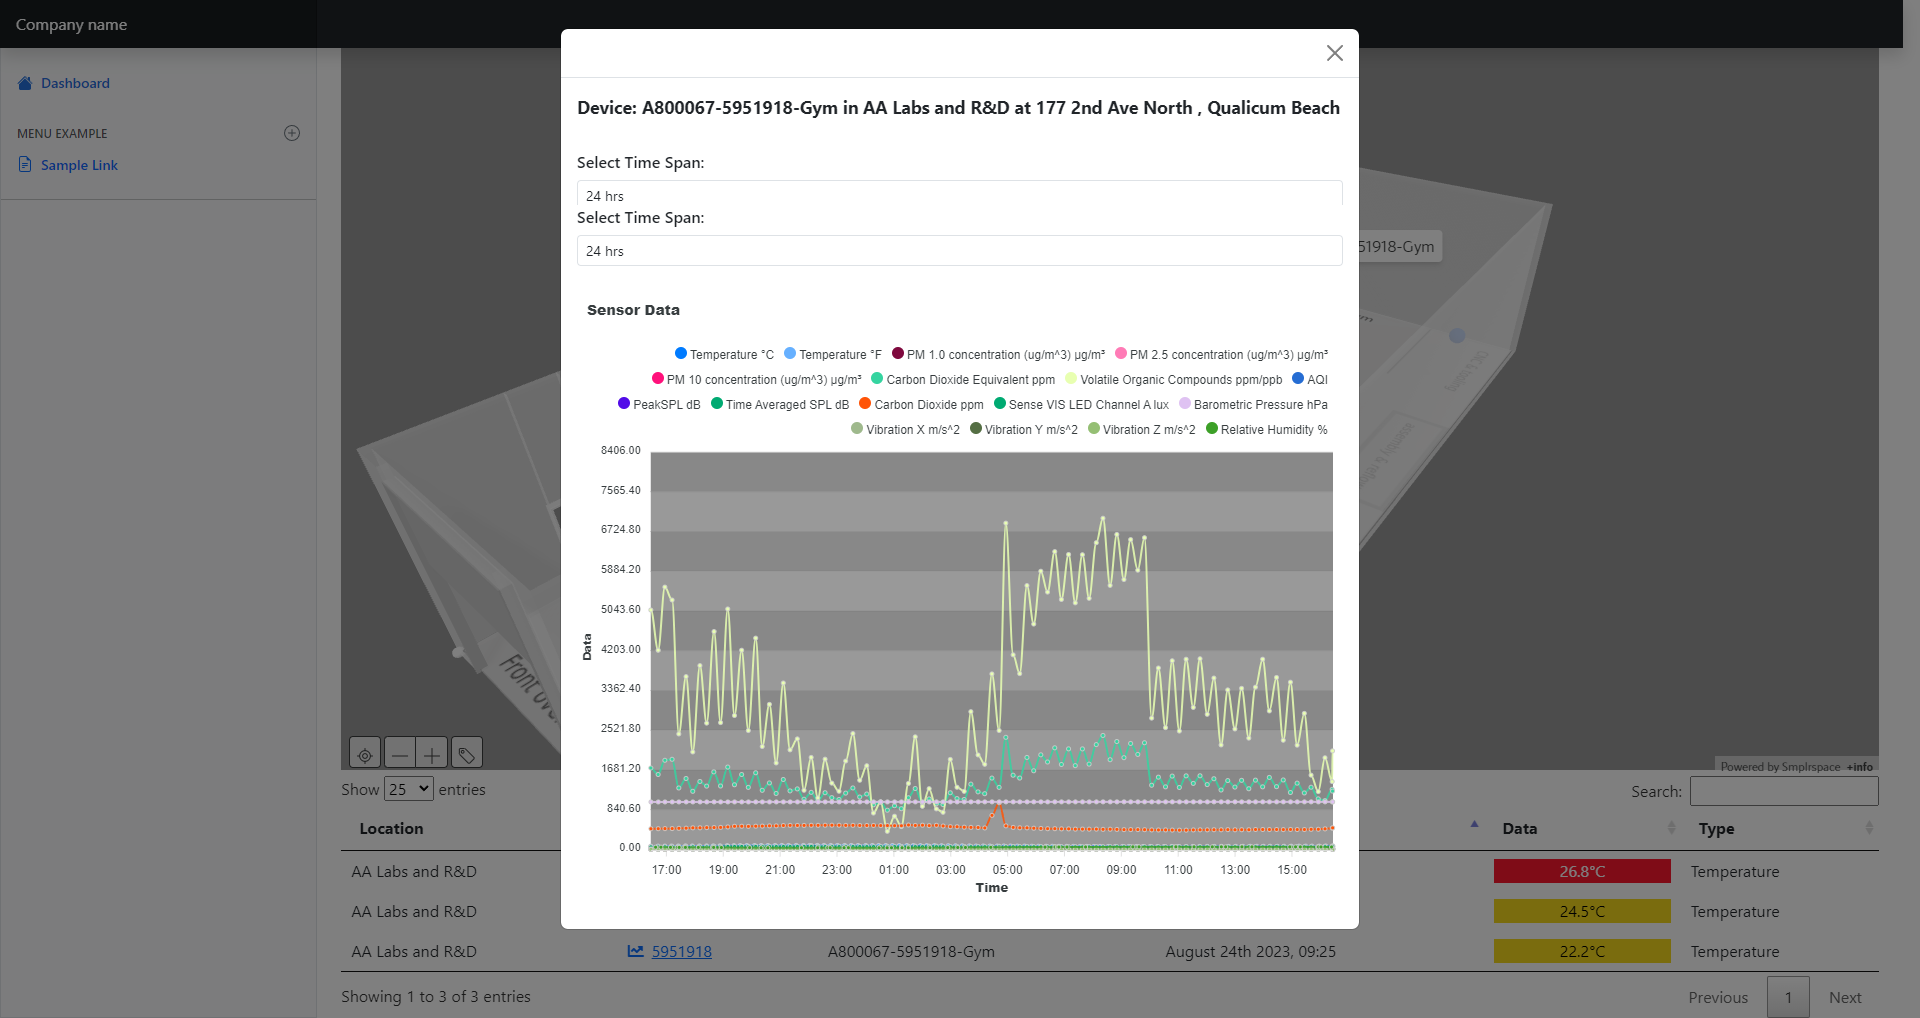 Company name
Dashboard
MENU EXAMPLE
Sample Link
Device: A800067-5951918-Gym in AA Labs and R&D at 177 2nd Ave North , Qualicum Beach
Select Time Span:
24 hrs
Select Time Span:
24 hrs
51918-Gym
Sensor Data
Temperature °C Temperature °F PM 1.0 concentration (ug/m^3) µg/m³ PM 2.5 concentration (ug/m^3) µg/m³
PM 10 concentration (ug/m^3) µg/m³ Carbon Dioxide Equivalent ppm Volatile Organic Compounds ppm/ppb AQI
PeakSPL dB Time Averaged SPL dB Carbon Dioxide ppm Sense VIS LED Channel A lux Barometric Pressure hPa
Vibration X m/s^2 Vibration Y m/s^2 Vibration Z m/s^2 Relative Humidity %
8406.00
7565.40
6724.80
5884.20
5043.60
4203.00
3362.40
2521.80
1681.20
840.60
0.00
Data
17:00 19:00 21:00 23:00 01:00 03:00 05:00 07:00 09:00 11:00 13:00 15:00
Time
Front
Powered by Smplrspace +info
Show 25 entries
Search:
Location Data Type
AA Labs and R&D 26.8°C Temperature
AA Labs and R&D 24.5°C Temperature
AA Labs and R&D 5951918 A800067-5951918-Gym August 24th 2023, 09:25 22.2°C Temperature
Showing 1 to 3 of 3 entries
Previous 1 Next